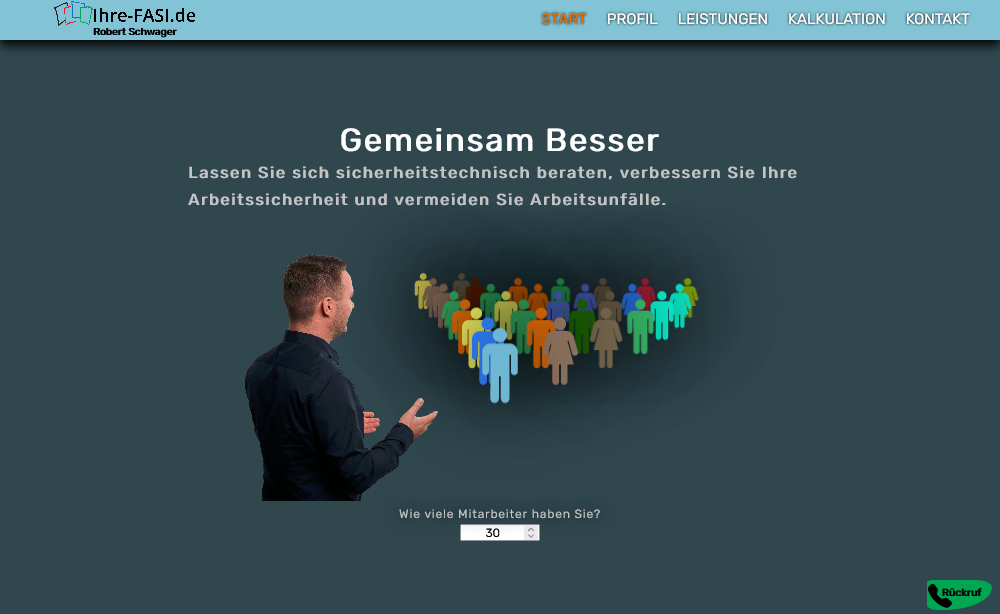 Ihre-FASI.de
Robert Schwager
START PROFIL LEISTUNGEN KALKULATION KONTAKT
Gemeinsam Besser
Lassen Sie sich sicherheitstechnisch beraten, verbessern Sie Ihre
Arbeitssicherheit und vermeiden Sie Arbeitsunfälle.
Wie viele Mitarbeiter haben Sie?
30
Rückruf